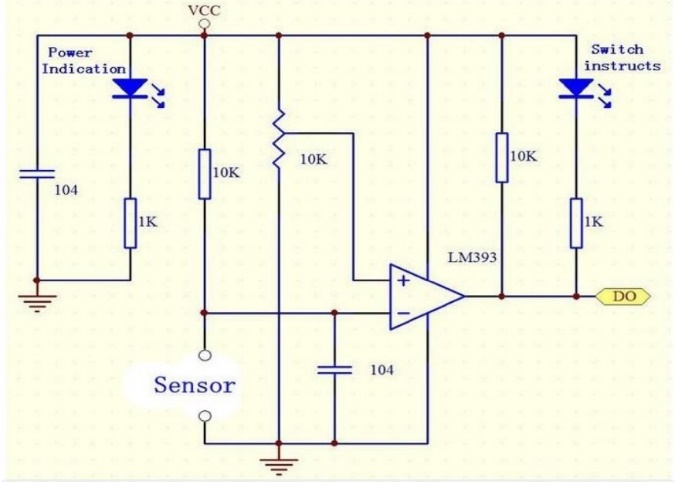 VCC
Power
Indication
Switch
instructs
10K
10K
10K
104
1K
1K
LM393
+
−
DO
104
Sensor